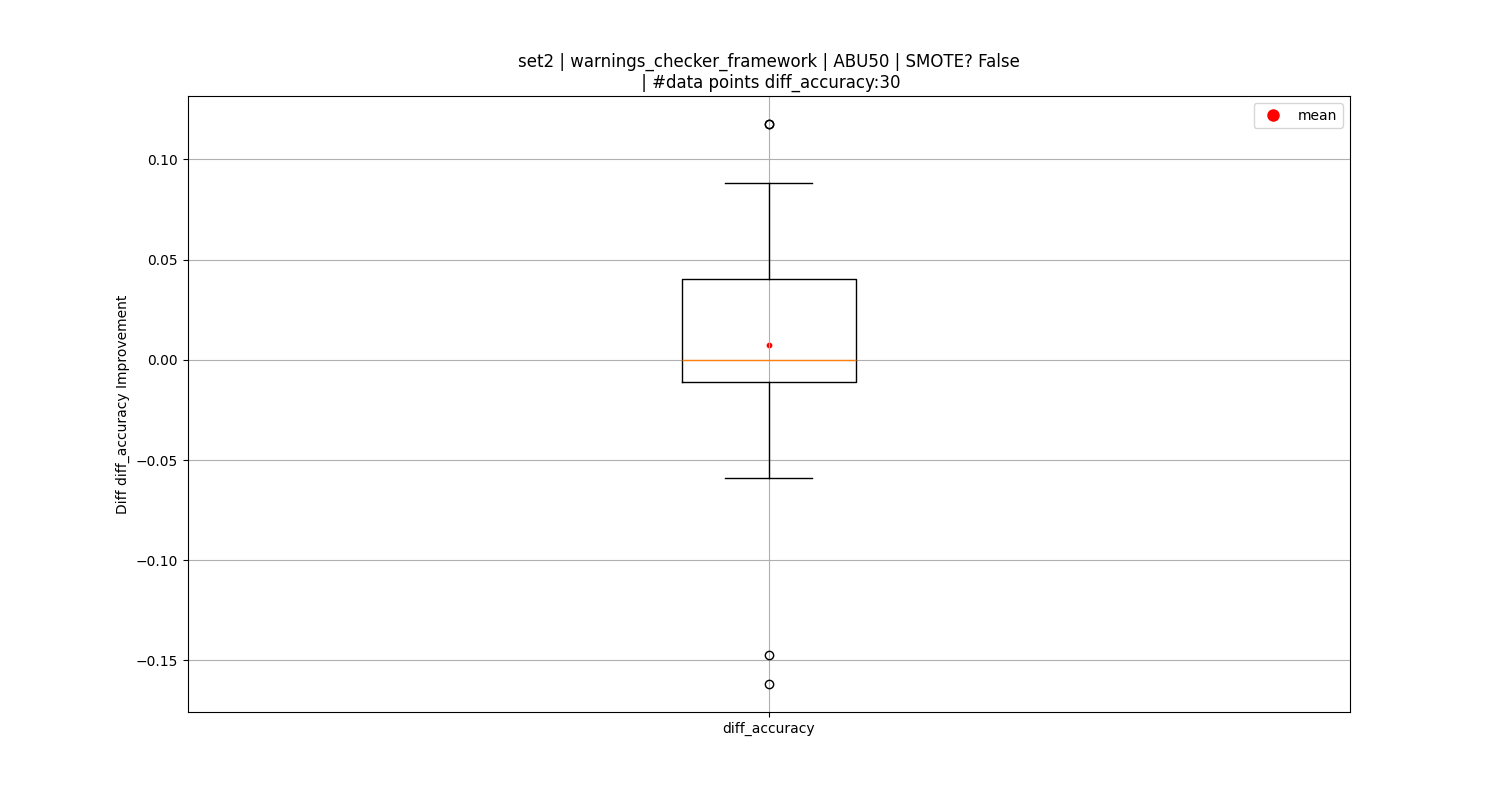 set2 | warnings_checker_framework | ABU50 | SMOTE? False
| #data points diff_accuracy:30
mean
0.10
0.05
0.00
−0.05
−0.10
−0.15
Diff diff_accuracy Improvement
diff_accuracy